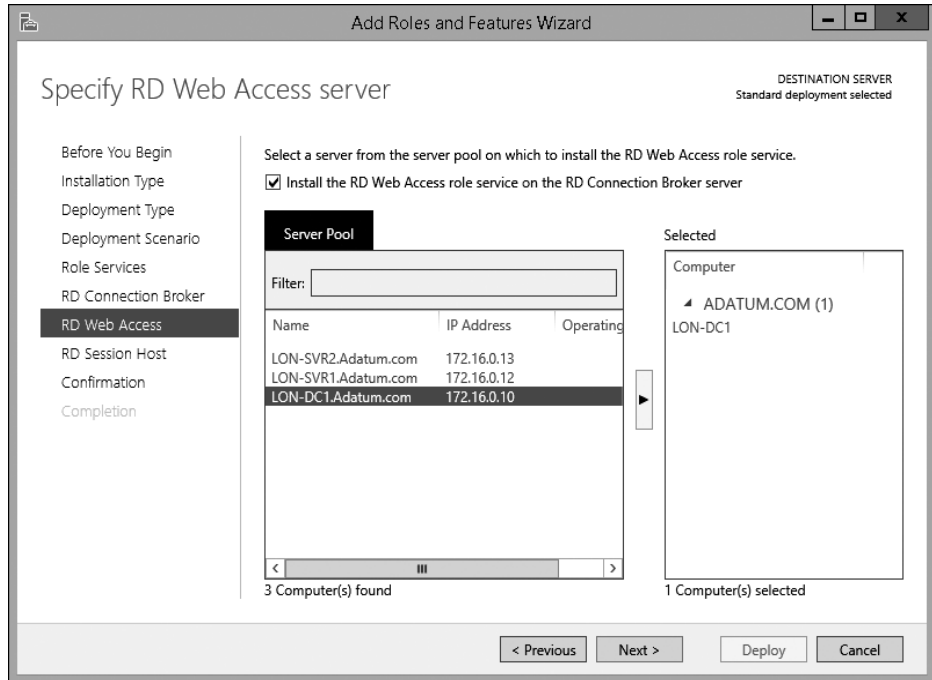 Add Roles and Features Wizard
Specify RD Web Access server
DESTINATION SERVER
Standard deployment selected
Before You Begin
Installation Type
Deployment Type
Deployment Scenario
Role Services
RD Connection Broker
RD Web Access
RD Session Host
Confirmation
Completion
Select a server from the server pool on which to install the RD Web Access role service.
Install the RD Web Access role service on the RD Connection Broker server
Server Pool
Filter:
Name IP Address Operating
LON-SVR2.Adatum.com 172.16.0.13
LON-SVR1.Adatum.com 172.16.0.12
LON-DC1.Adatum.com 172.16.0.10
3 Computer(s) found
Selected
Computer
ADATUM.COM (1)
LON-DC1
1 Computer(s) selected
< Previous Next > Deploy Cancel